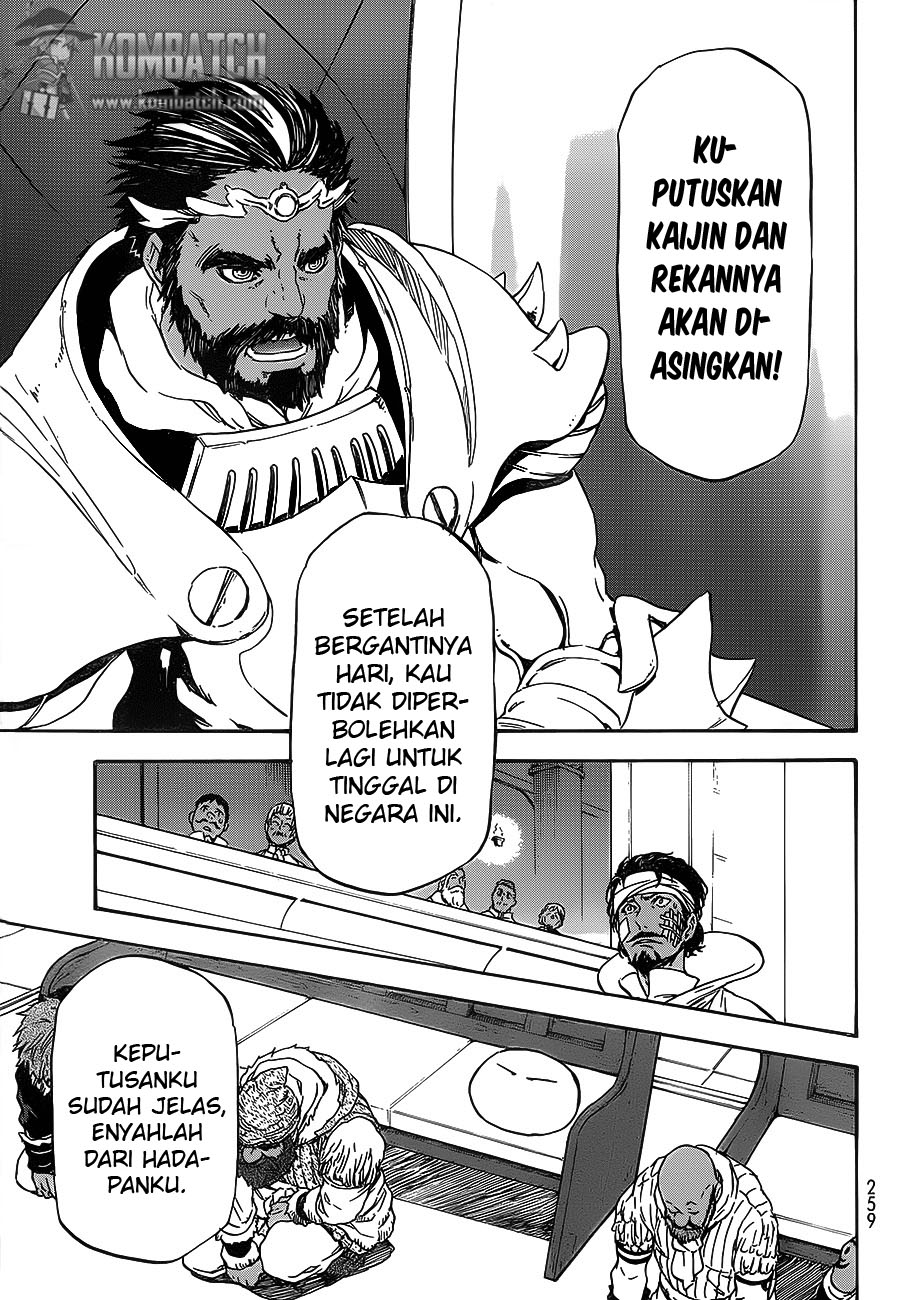 KOMBATCH
www.kombatch.com
KU-
PUTUSKAN
KAIJIN DAN
REKANNYA
AKAN DI-
ASINGKAN!
SETELAH
BERGANTINYA
HARI, KAU
TIDAK DIPER-
BOLEHKAN
LAGI UNTUK
TINGGAL DI
NEGARA INI.
KEPU-
TUSANKU
SUDAH JELAS,
ENYAHLAH
DARI HADA-
PANKU.
259